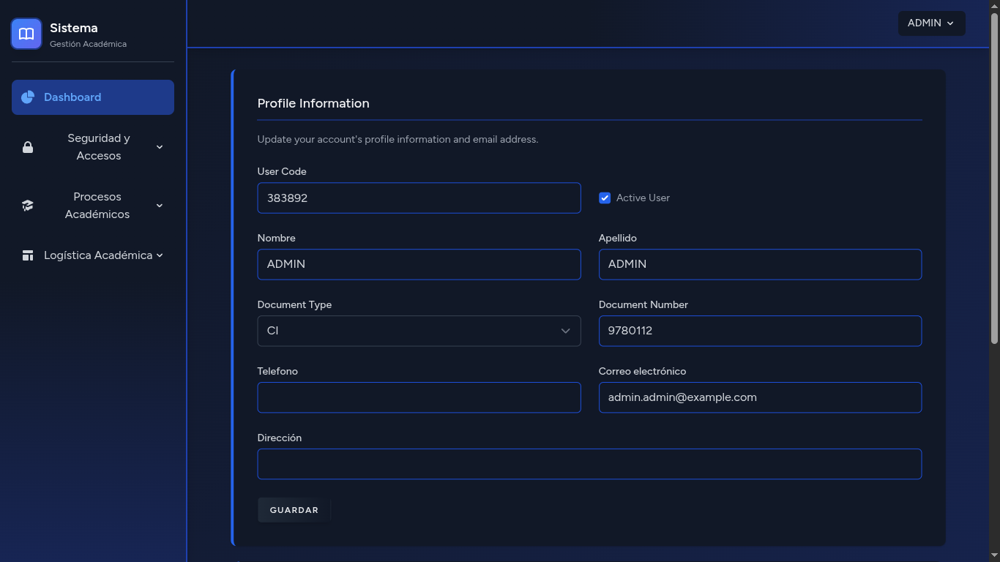 Sistema
Gestión Académica
ADMIN
Dashboard
Seguridad y
Accesos
Procesos
Académicos
Logística Académica
Profile Information
Update your account's profile information and email address.
User Code
383892
Active User
Nombre
Apellido
ADMIN
ADMIN
Document Type
Document Number
CI
9780112
Telefono
Correo electrónico
admin.admin@example.com
Dirección
GUARDAR